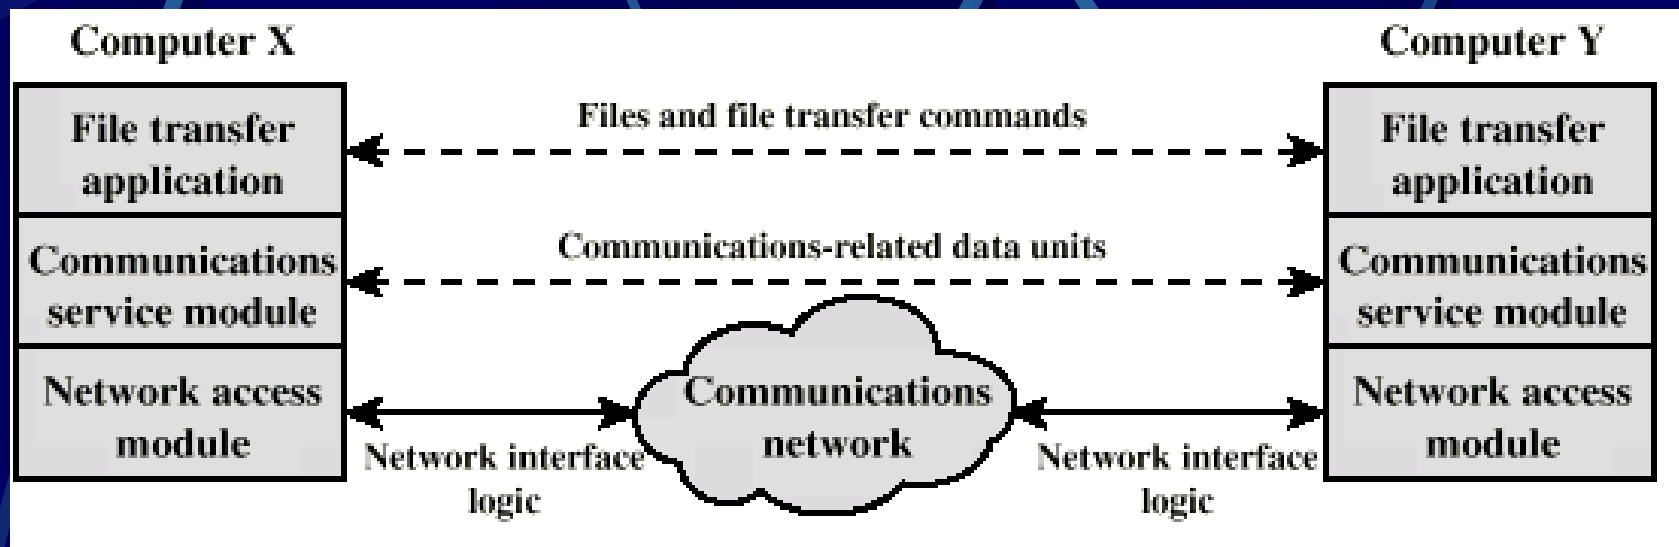 Computer X
Computer Y
File transfer
application
Files and file transfer commands
File transfer
application
Communications
service module
Communications-related data units
Communications
service module
Network access
module
Network interface
logic
Communications
network
Network interface
logic
Network access
module